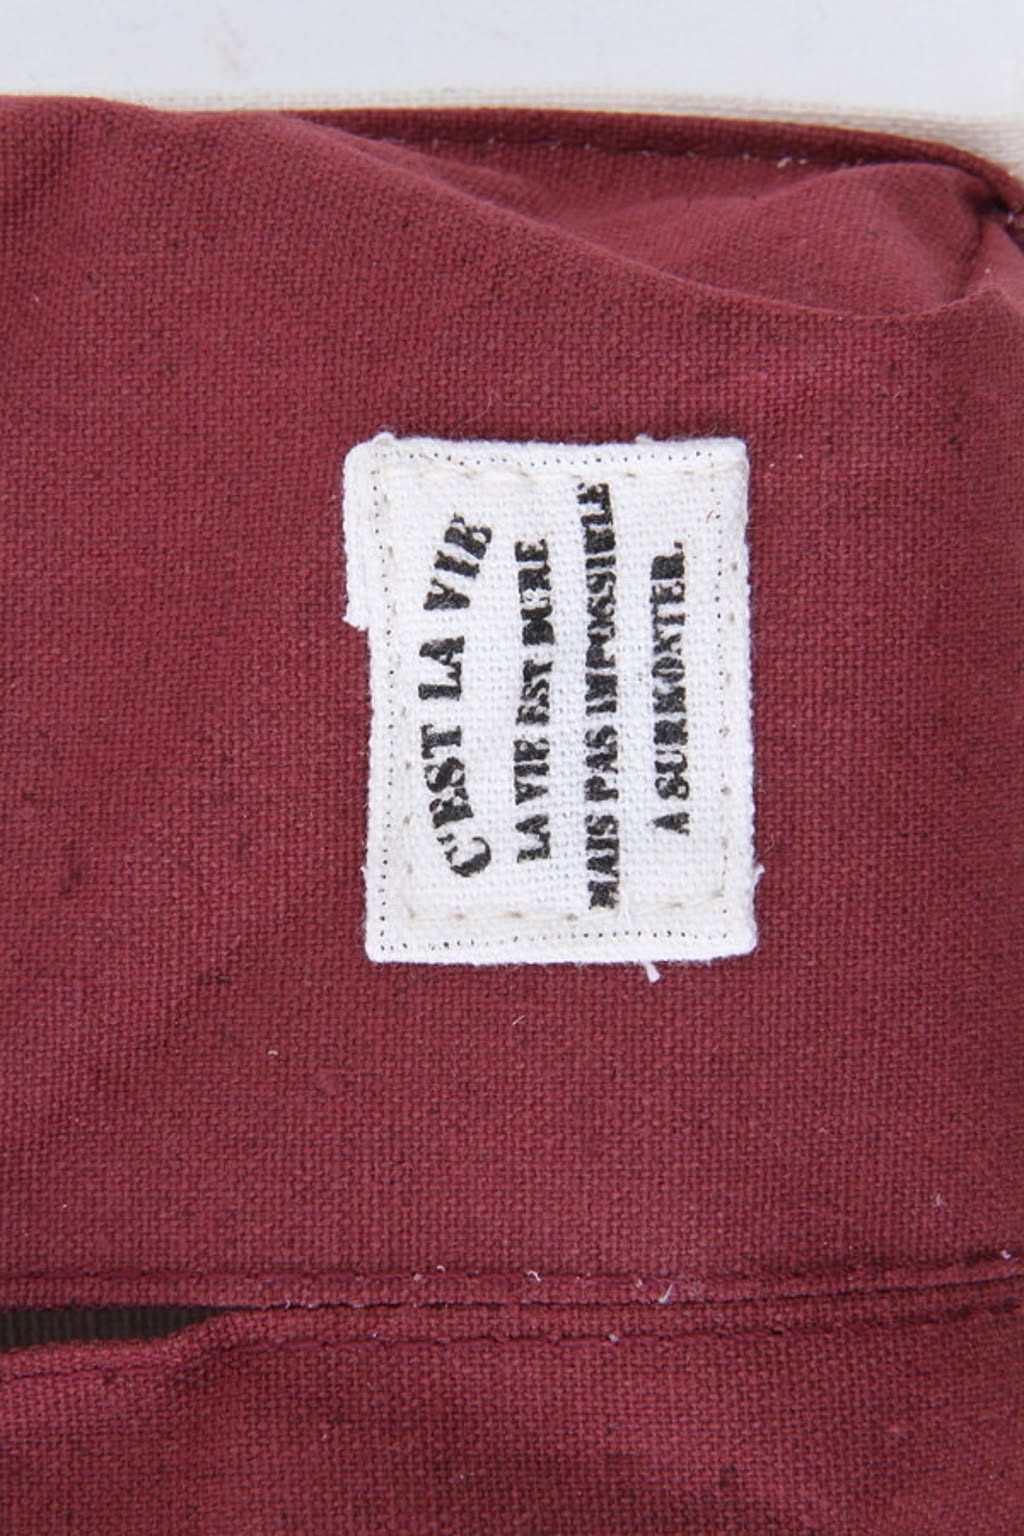 C'EST LA VIE
LA VIE EST DURE
MAIS PAS IMPOSSIBLE
A SURMONTER.